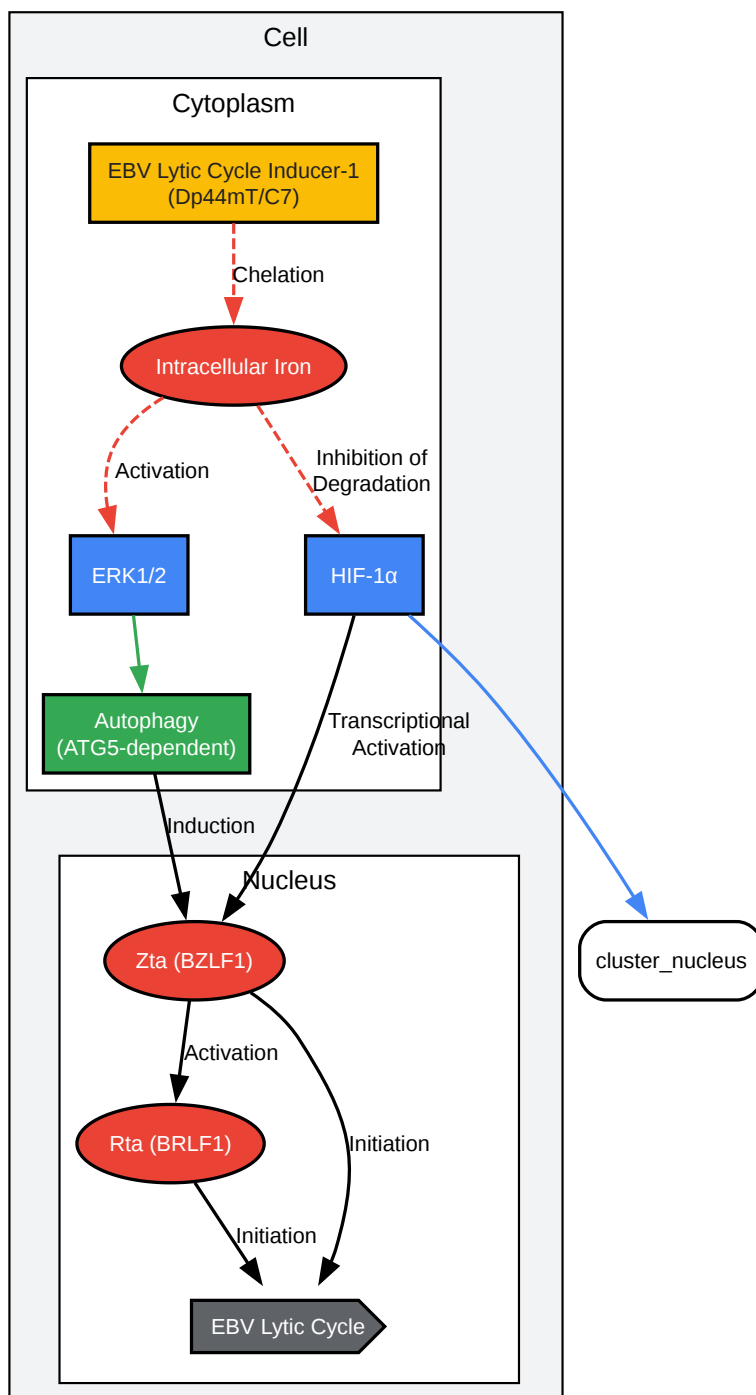 Cell
Cytoplasm
EBV Lytic Cycle Inducer-1
(Dp44mT/C7)
Chelation
Intracellular Iron
Activation
Inhibition of
Degradation
ERK1/2
HIF-1α
Autophagy
(ATG5-dependent)
Transcriptional
Activation
Induction
Nucleus
Zta (BZLF1)
cluster_nucleus
Activation
Rta (BRLF1)
Initiation
Initiation
EBV Lytic Cycle